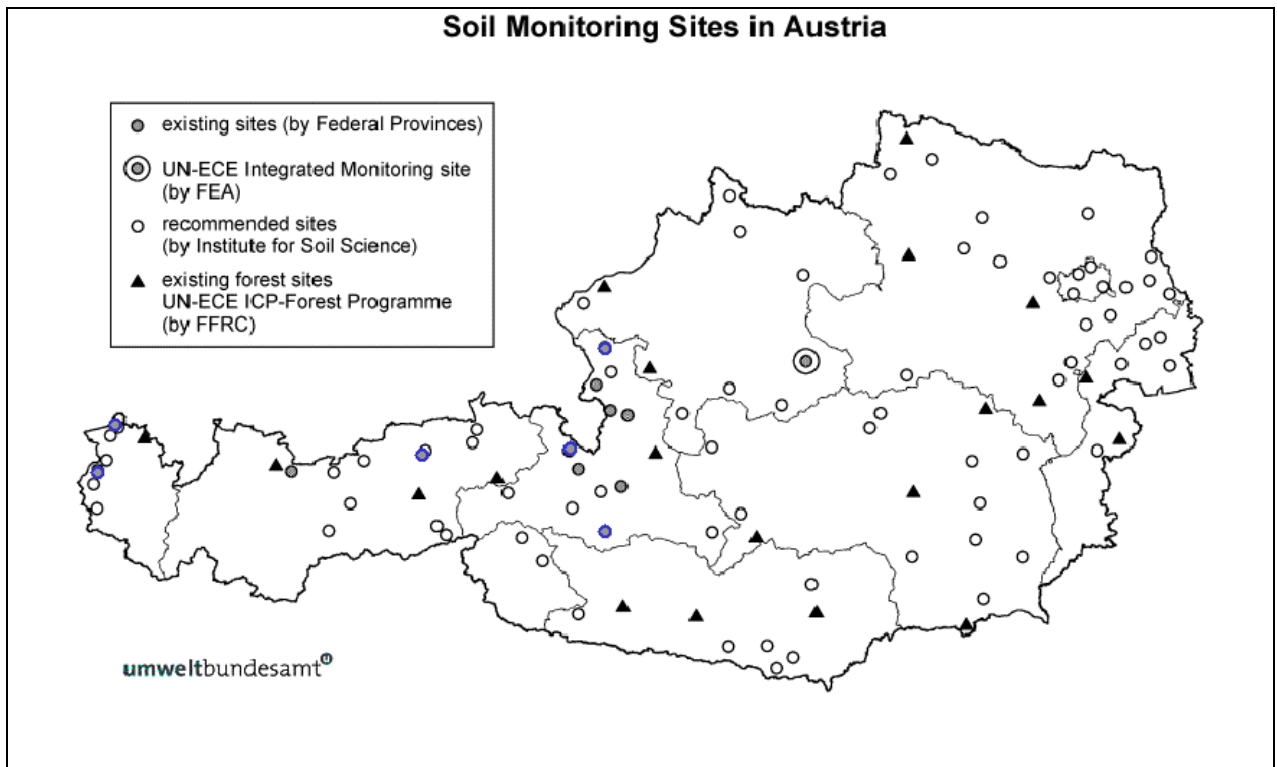 Soil Monitoring Sites in Austria
existing sites (by Federal Provinces)
UN-ECE Integrated Monitoring site
(by FEA)
recommended sites
(by Institute for Soil Science)
existing forest sites
UN-ECE ICP-Forest Programme
(by FFRC)
umweltbundesamt